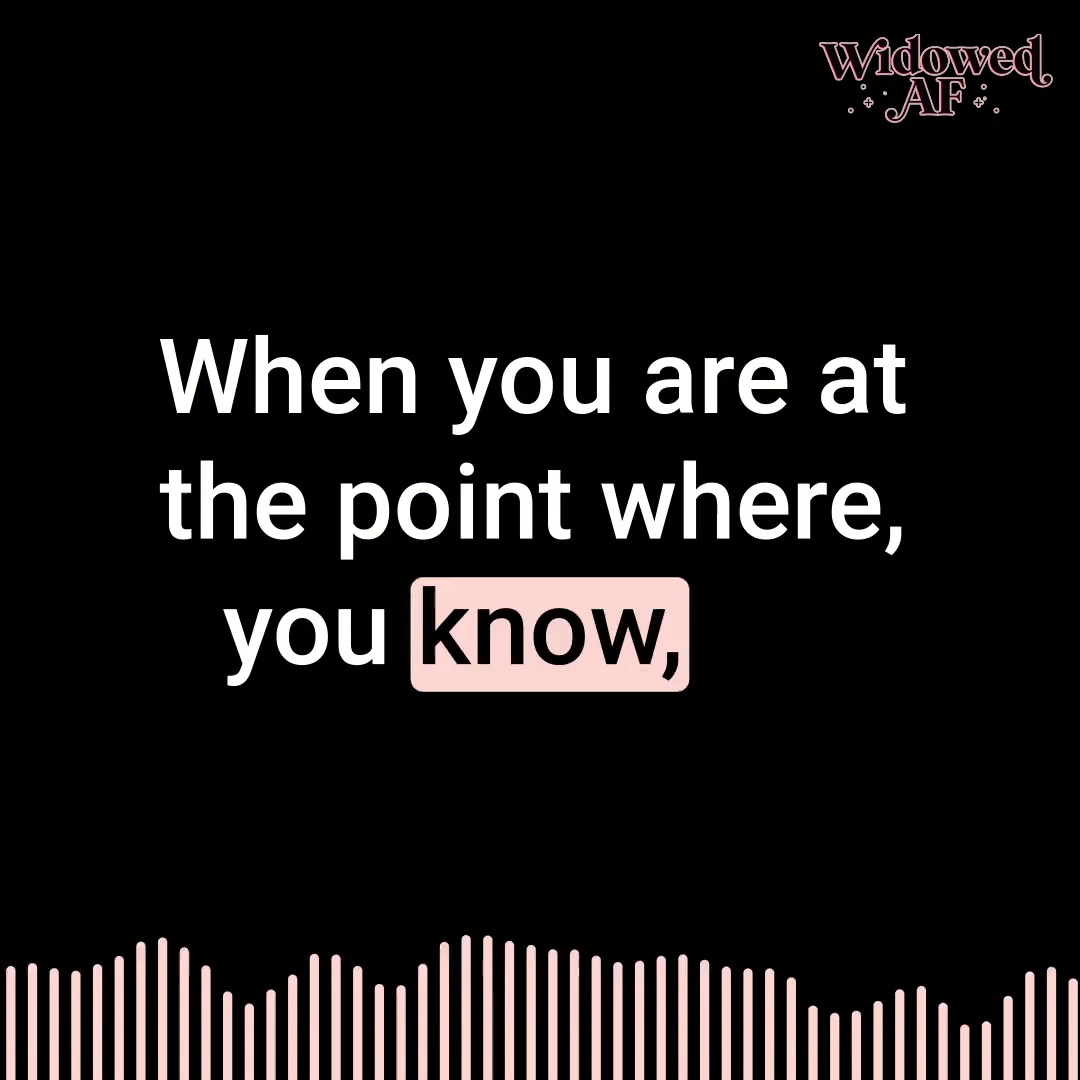 Widowed
AF
When you are at
the point where,
you know,